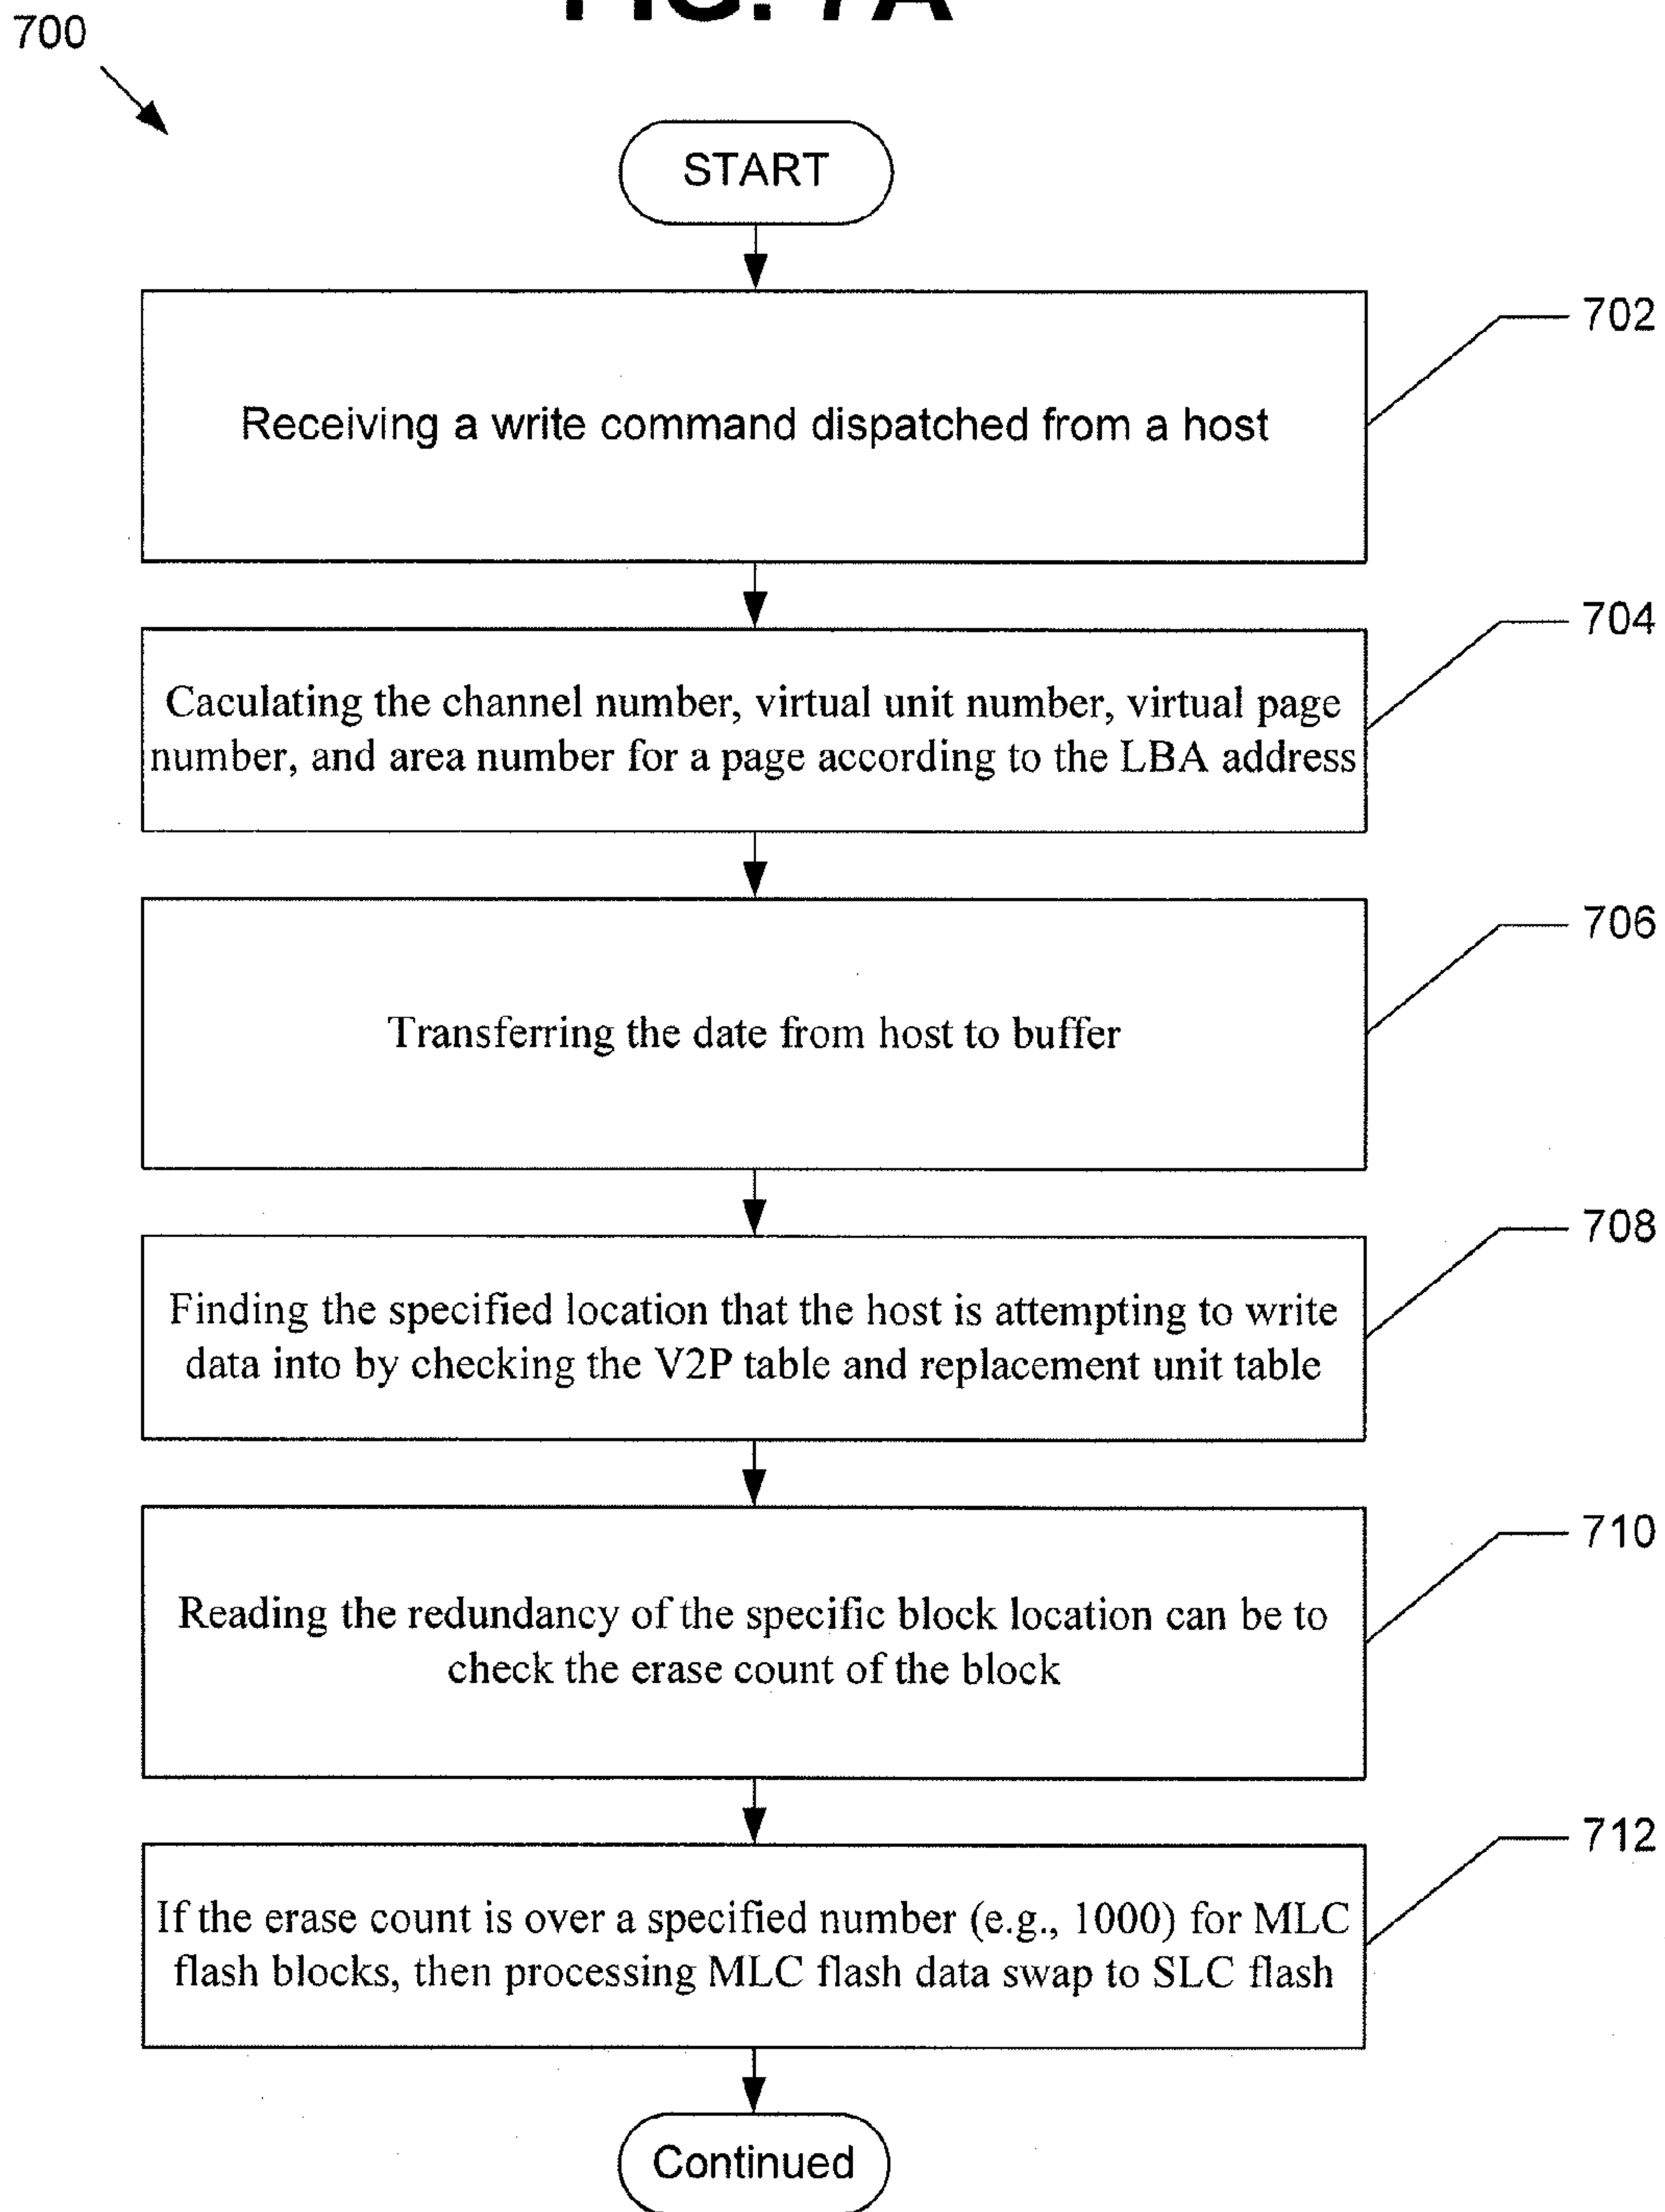 FIG. 7A
700
START
702
Receiving a write command dispatched from a host
704
Caculating the channel number, virtual unit number, virtual page
number, and area number for a page according to the LBA address
706
Transferring the date from host to buffer
708
Finding the specified location that the host is attempting to write
data into by checking the V2P table and replacement unit table
710
Reading the redundancy of the specific block location can be to
check the erase count of the block
712
If the erase count is over a specified number (e.g., 1000) for MLC
flash blocks, then processing MLC flash data swap to SLC flash
Continued